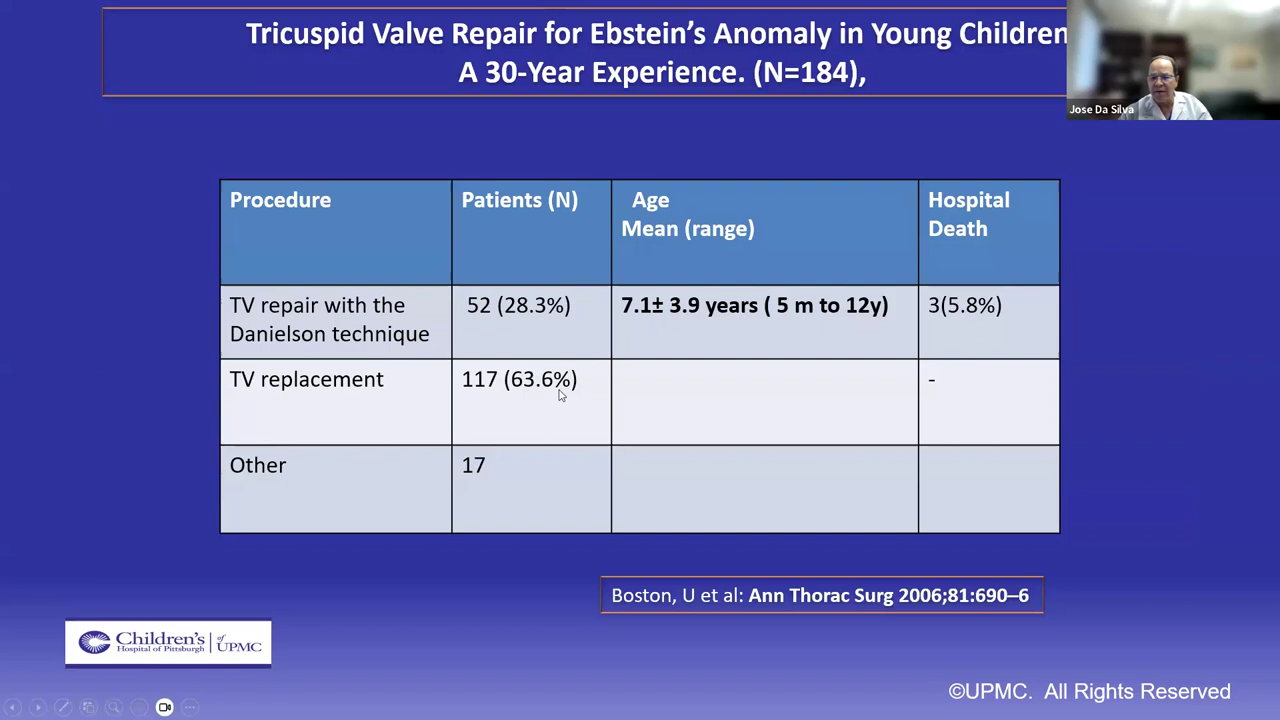 Tricuspid Valve Repair for Ebstein's Anomaly in Young Children
A 30-Year Experience. (N=184),
Jose Da Silva
Procedure
Patients (N)
Age
Mean (range)
Hospital
Death
TV repair with the
Danielson technique
52 (28.3%)
7.1± 3.9 years ( 5 m to 12y)
3(5.8%)
TV replacement
117 (63.6%)
-
Other
17
Boston, U et al: Ann Thorac Surg 2006;81:690–6
Children's
Hospital of Pittsburgh
of
UPMC
©UPMC. All Rights Reserved